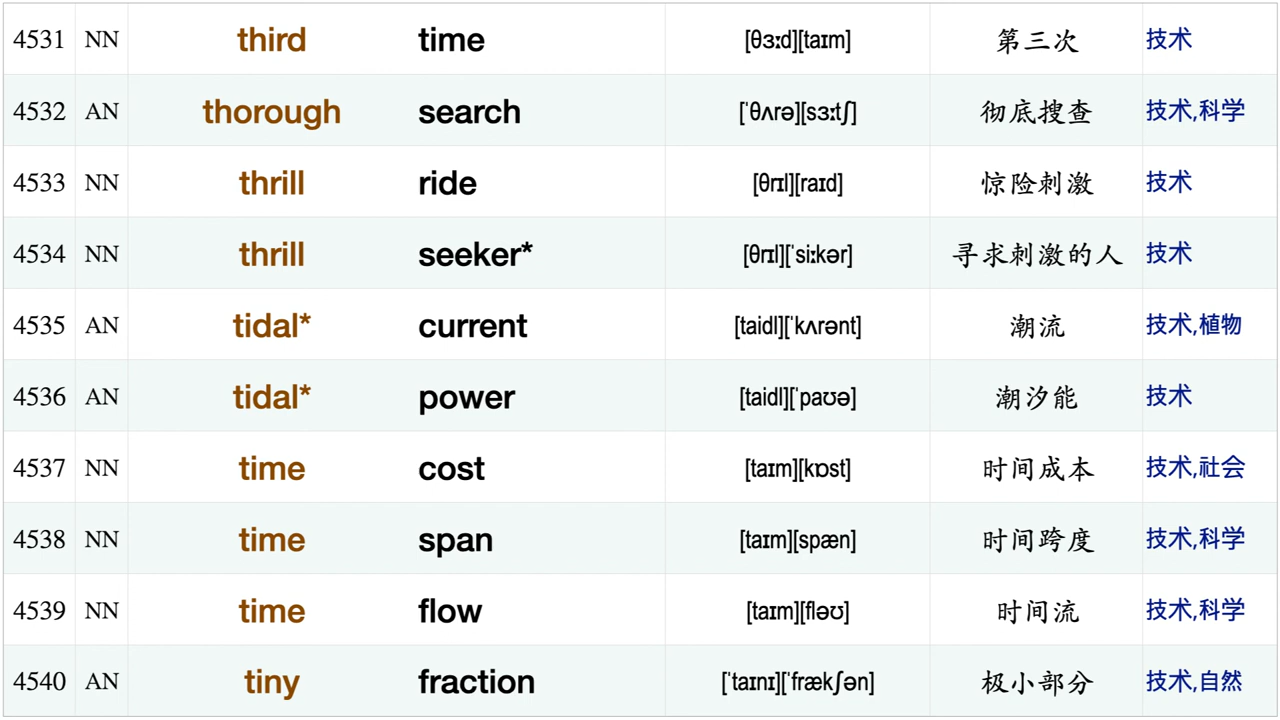 4531 NN third time [θɜːd][taɪm] 第三次 技术
4532 AN thorough search [ˈθʌrə][sɜːtʃ] 彻底搜查 技术,科学
4533 NN thrill ride [θrɪl][raɪd] 惊险刺激 技术
4534 NN thrill seeker* [θrɪl][ˈsiːkər] 寻求刺激的人 技术
4535 AN tidal* current [taidl][ˈkʌrənt] 潮流 技术,植物
4536 AN tidal* power [taidl][ˈpaʊə] 潮汐能 技术
4537 NN time cost [taɪm][kɒst] 时间成本 技术,社会
4538 NN time span [taɪm][spæn] 时间跨度 技术,科学
4539 NN time flow [taɪm][fləʊ] 时间流 技术,科学
4540 AN tiny fraction [ˈtaɪnɪ][ˈfrækʃən] 极小部分 技术,自然